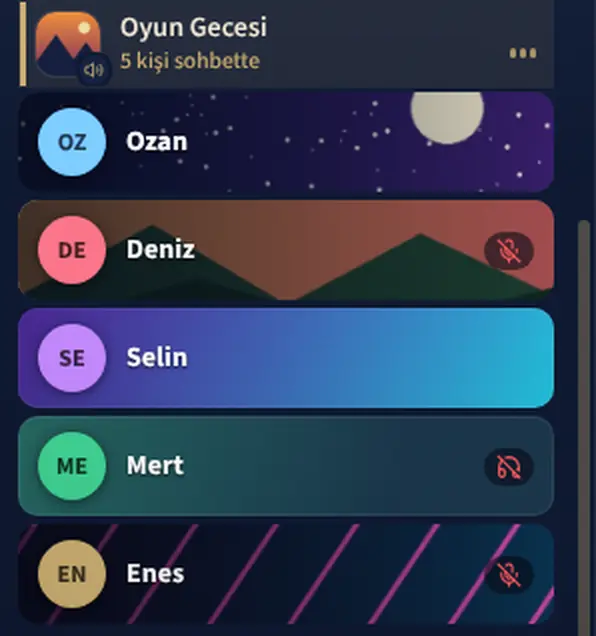 Oyun Gecesi
5 kişi sohbette
OZ Ozan
DE Deniz
SE Selin
ME Mert
EN Enes